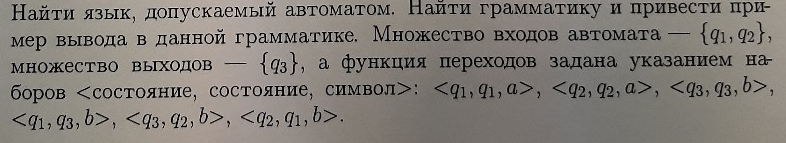 Найти язык, допускаемый автоматом. Найти грамматику и привести при-
мер вывода в данной грамматике. Множество входов автомата — {q₁, q₂},
множество выходов — {q₃}, а функция переходов задана указанием на-
боров <состояние, состояние, символ>: <q₁, q₁, a>, <q₂, q₂, a>, <q₃, q₃, b>,
<q₁, q₃, b>, <q₃, q₂, b>, <q₂, q₁, b>.